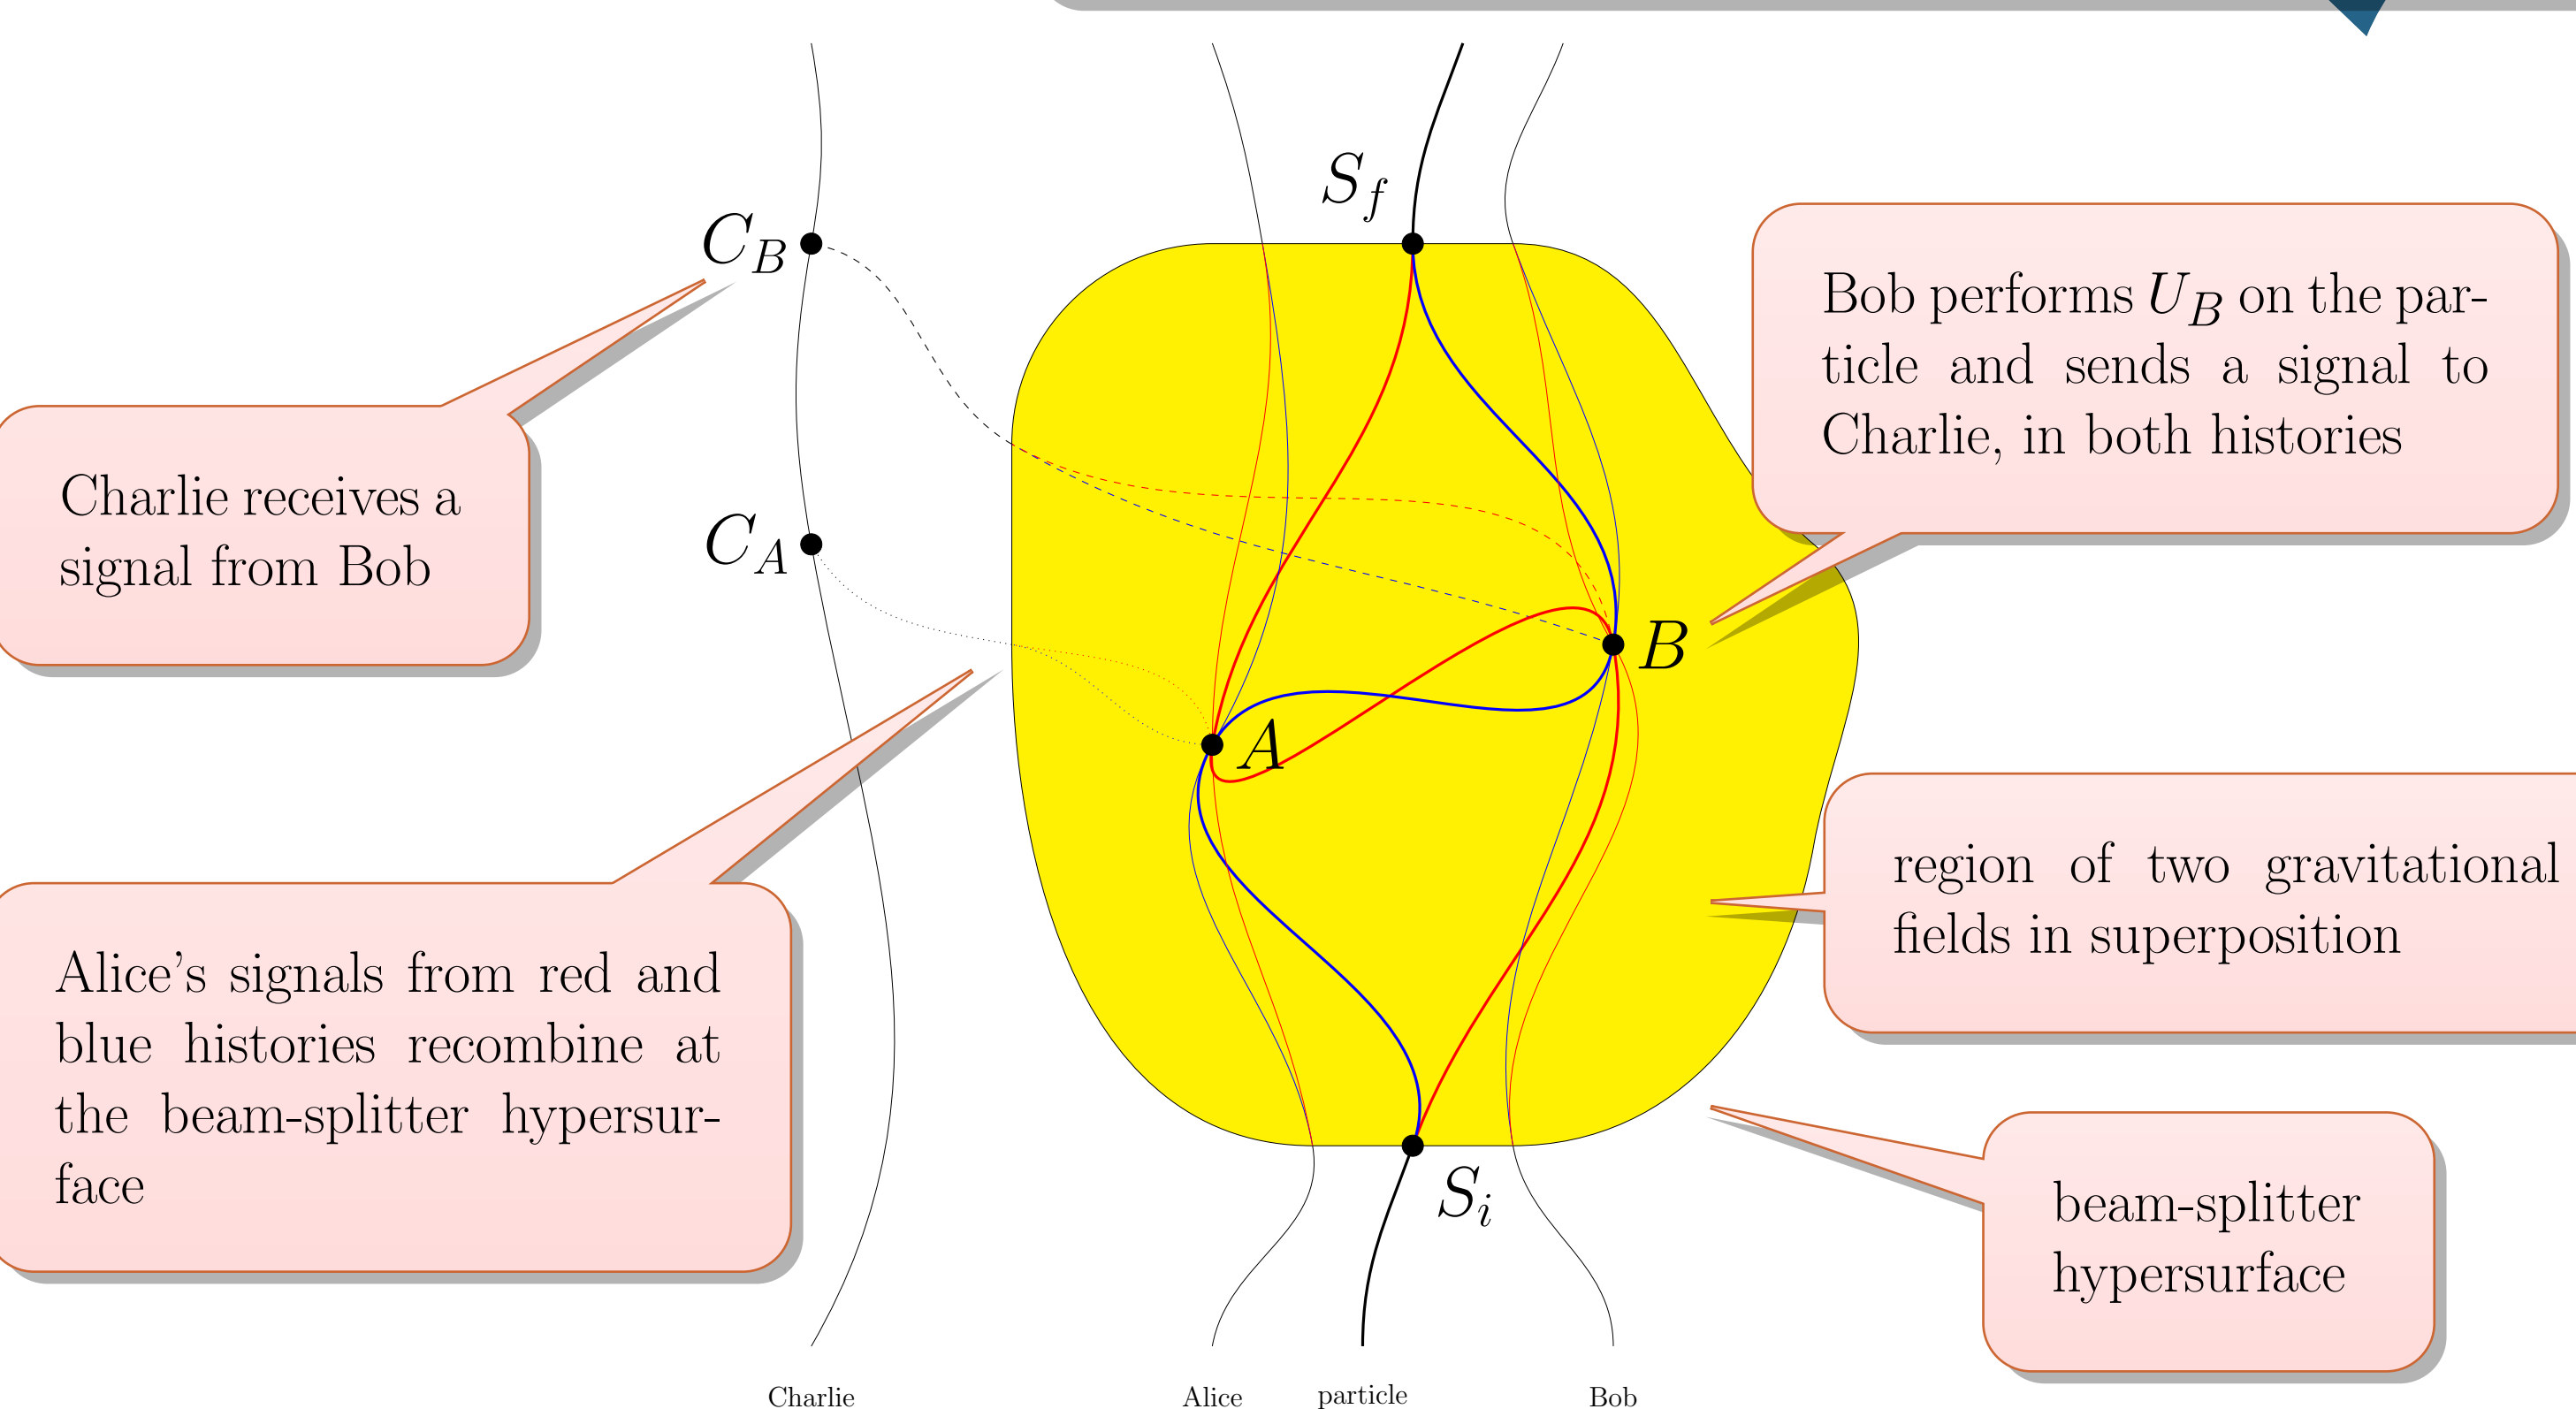 S_f
C_B
Bob performs U_B on the par-
ticle and sends a signal to
Charlie, in both histories
Charlie receives a
signal from Bob
C_A
B
A
region of two gravitational
fields in superposition
Alice's signals from red and
blue histories recombine at
the beam-splitter hypersur-
face
S_i
beam-splitter
hypersurface
Charlie
Alice
particle
Bob